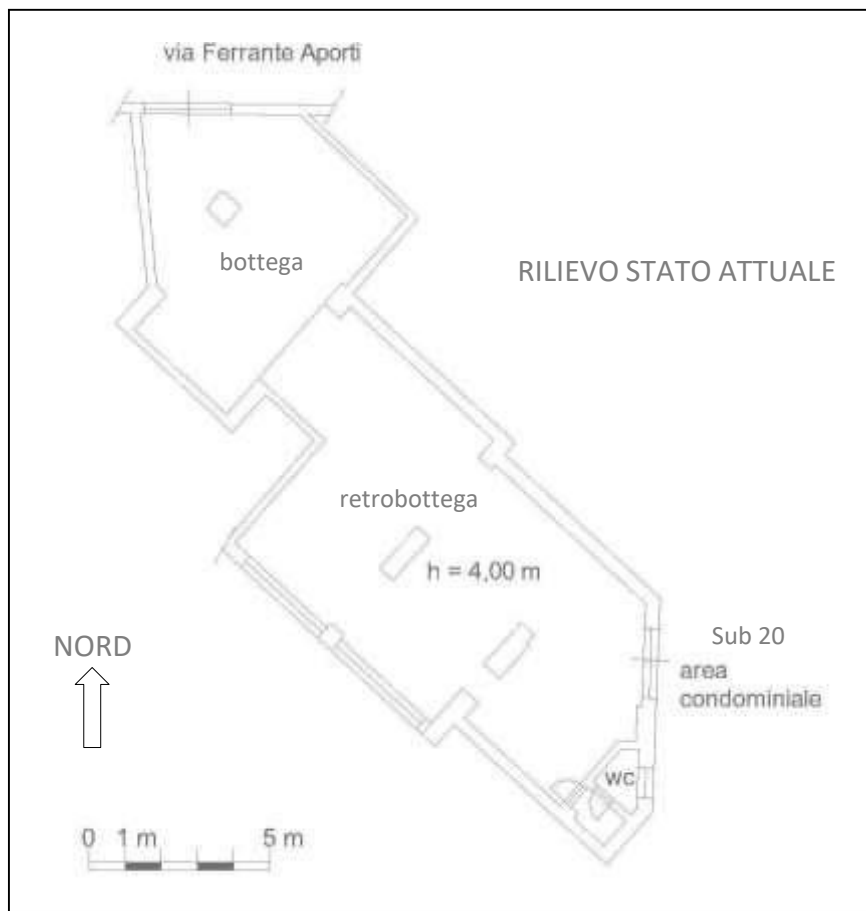 via Ferrante Aporti
bottega
RILIEVO STATO ATTUALE
retrobottega
h = 4,00 m
NORD
Sub 20
area
condominiale
WC
0 1 m 5 m